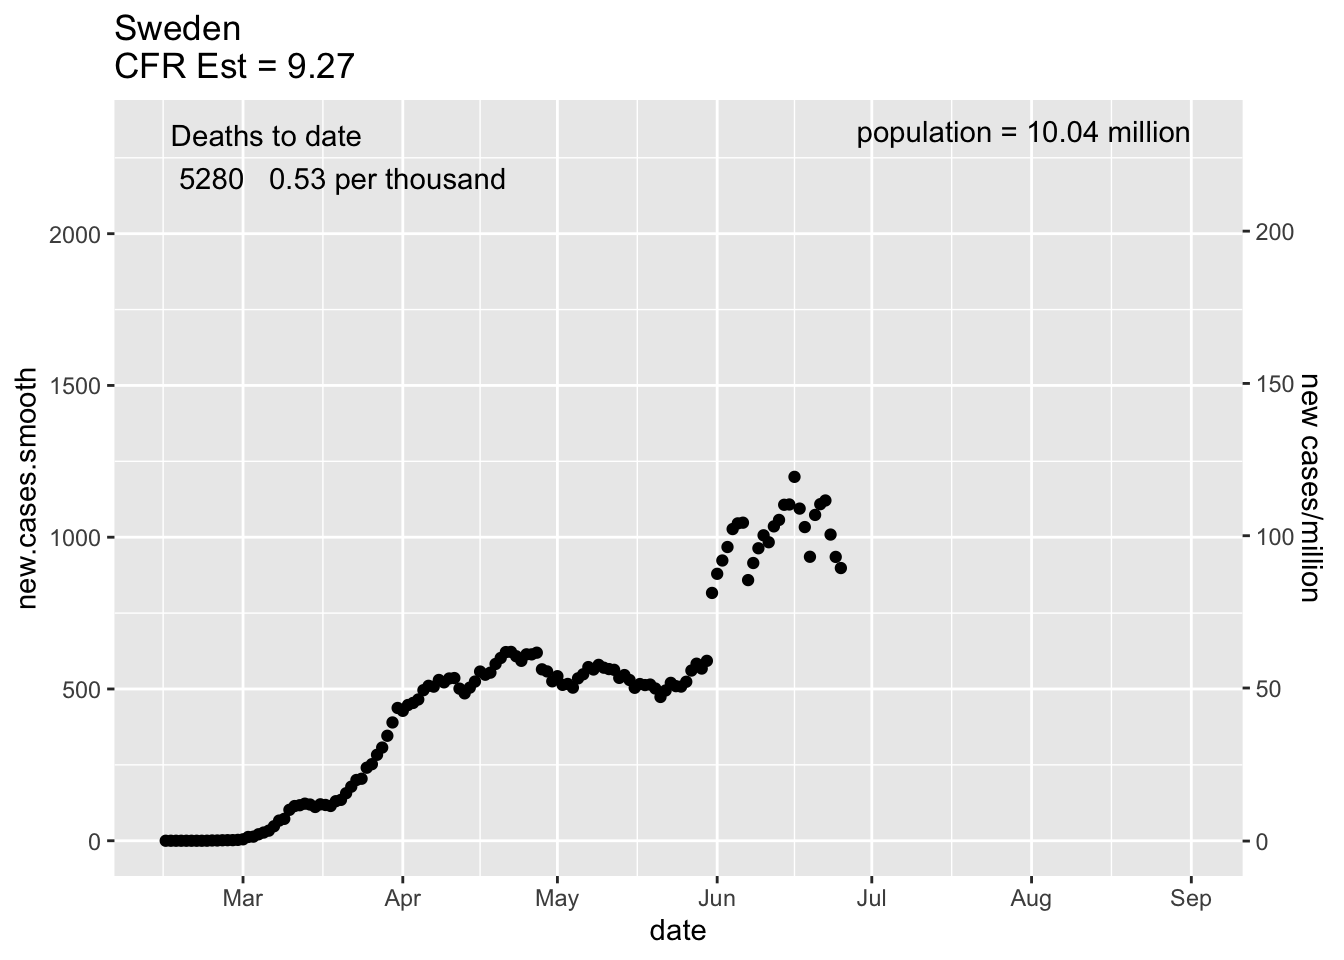 Sweden
CFR Est = 9.27
Deaths to date
5280 0.53 per thousand
population = 10.04 million
2000
1500
1000
500
0
new.cases.smooth
200
150
100
50
0
new cases/million
Mar Apr May Jun Jul Aug Sep
date